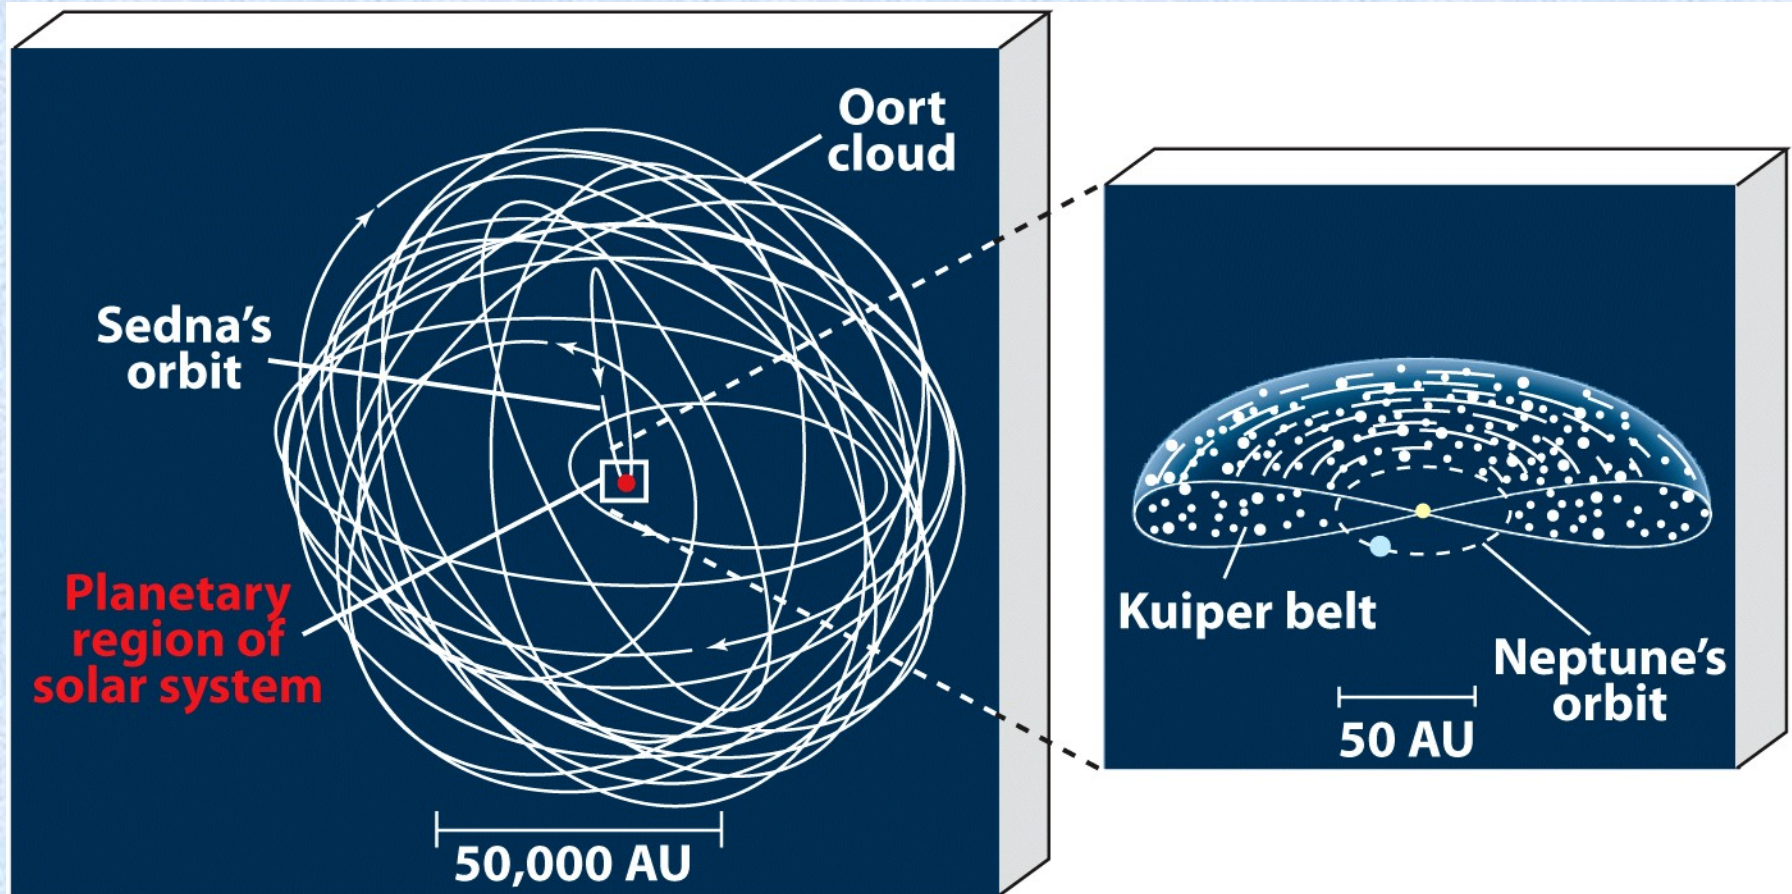 Oort
cloud
Sedna’s
orbit
Planetary
region of
solar system
50,000 AU
Kuiper belt
Neptune’s
orbit
50 AU